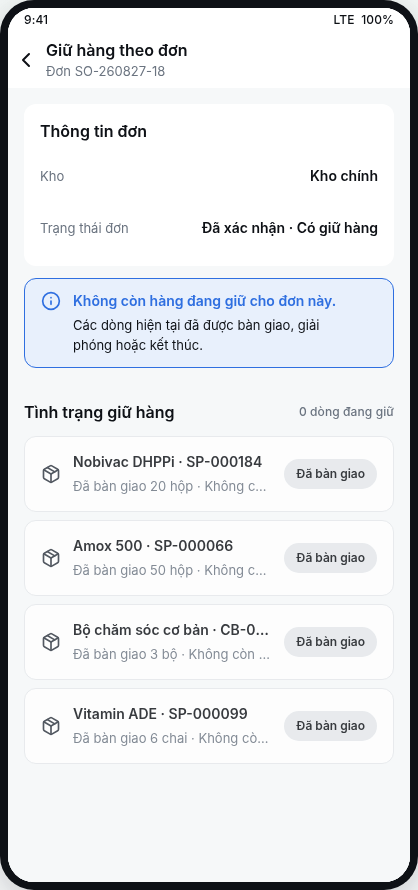 9:41
LTE 100%
Giữ hàng theo đơn
Đơn SO-260827-18
Thông tin đơn
Kho
Kho chính
Trạng thái đơn
Đã xác nhận · Có giữ hàng
Không còn hàng đang giữ cho đơn này.
Các dòng hiện tại đã được bàn giao, giải
phóng hoặc kết thúc.
Tình trạng giữ hàng
0 dòng đang giữ
Nobivac DHPPi · SP-000184
Đã bàn giao 20 hộp · Không c...
Đã bàn giao
Amox 500 · SP-000066
Đã bàn giao 50 hộp · Không c...
Đã bàn giao
Bộ chăm sóc cơ bản · CB-0...
Đã bàn giao 3 bộ · Không còn ...
Đã bàn giao
Vitamin ADE · SP-000099
Đã bàn giao 6 chai · Không cò...
Đã bàn giao